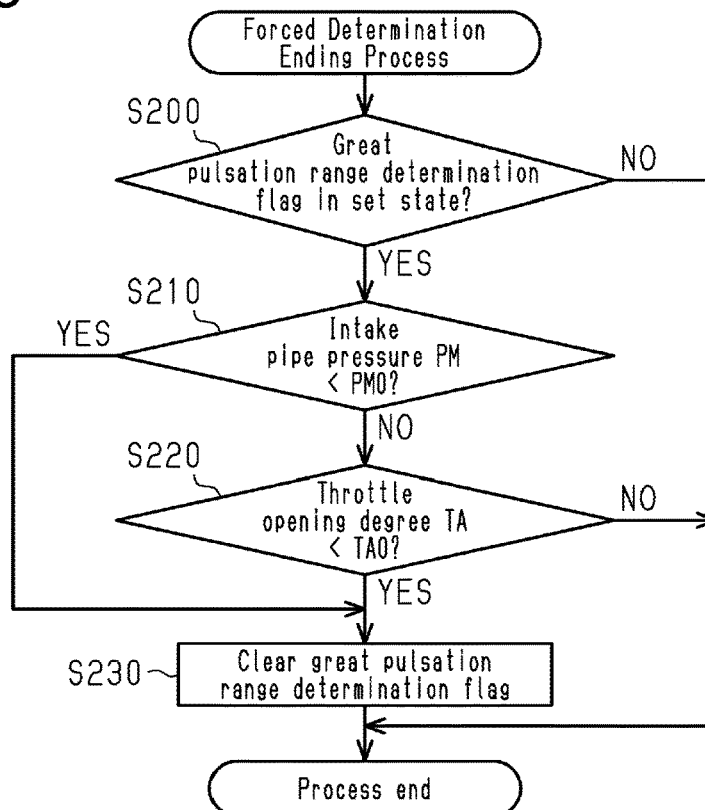 Forced Determination
Ending Process
S200
Great
pulsation range determination
flag in set state?
NO
YES
S210
YES
Intake
pipe pressure PM
< PM0?
NO
S220
Throttle
opening degree TA
< TA0?
NO
YES
S230
Clear great pulsation
range determination flag
Process end